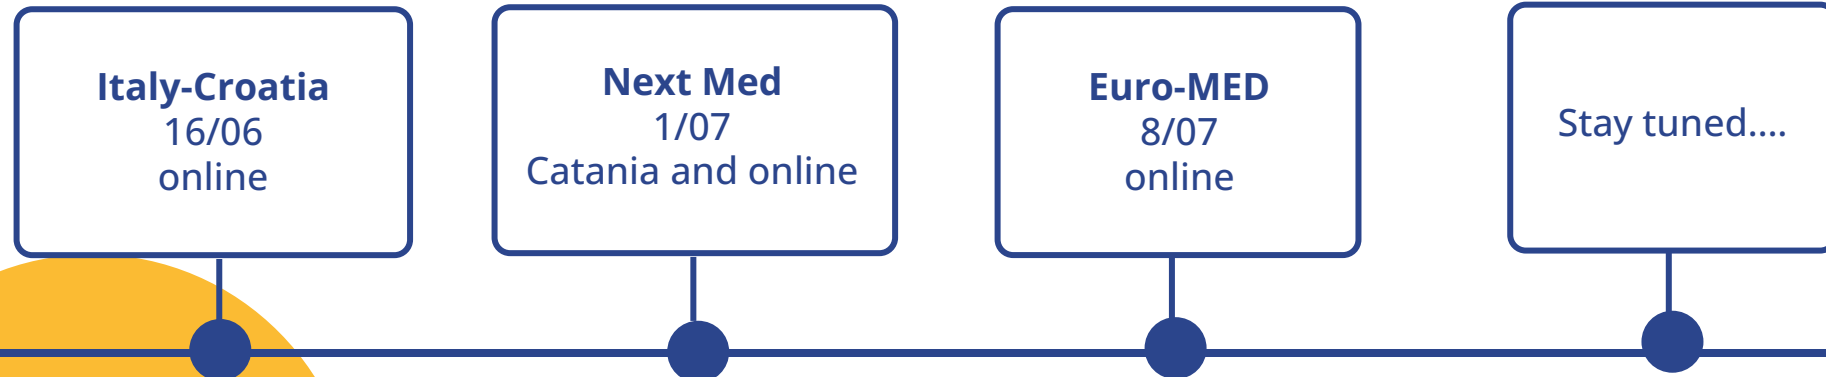 Italy-Croatia
16/06
online
Next Med
1/07
Catania and online
Euro-MED
8/07
online
Stay tuned....